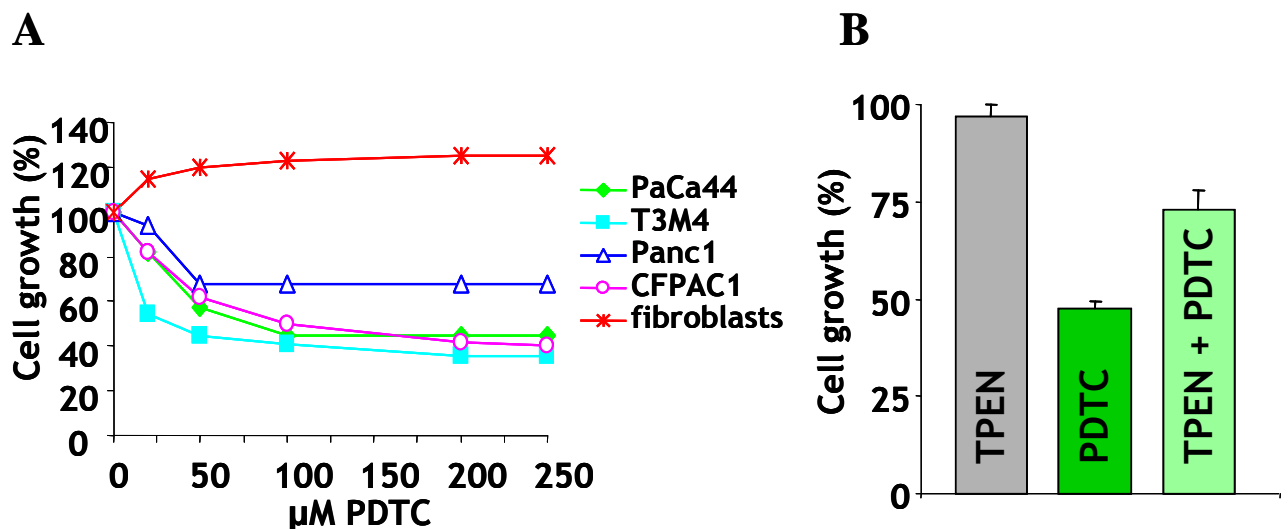 A
Cell growth (%)
140
120
100
80
60
40
20
0
0 50 100 150 200 250
µM PDTC
PaCa44
T3M4
Panc1
CFPAC1
fibroblasts
B
Cell growth (%)
100
75
50
25
0
TPEN
PDTC
TPEN + PDTC